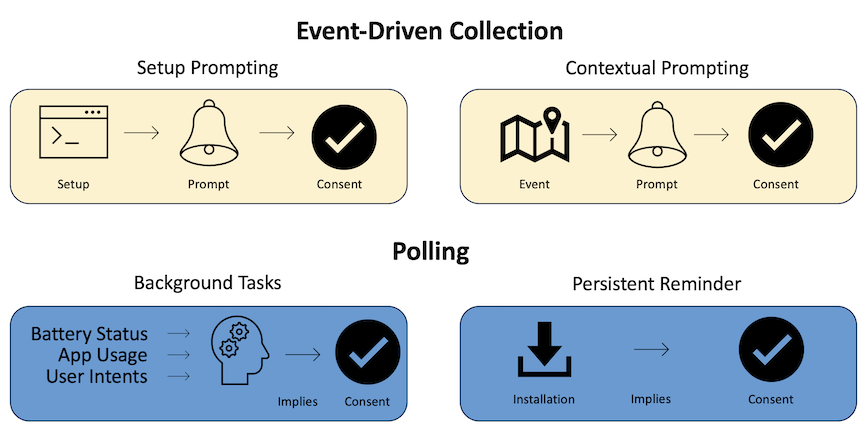 Event-Driven Collection
Setup Prompting
Contextual Prompting
>_
Setup
Prompt
Consent
Event
Prompt
Consent
Polling
Background Tasks
Persistent Reminder
Battery Status
App Usage
User Intents
Implies
Consent
Installation
Implies
Consent